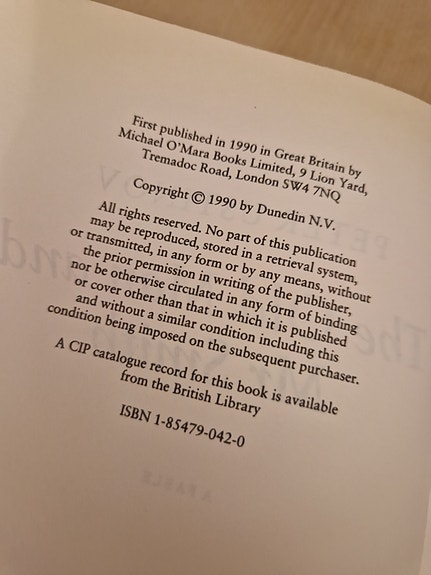 First published in 1990 in Great Britain by
Michael O'Mara Books Limited, 9 Lion Yard,
Tremadoc Road, London SW4 7NQ
Copyright © 1990 by Dunedin N.V.
All rights reserved. No part of this publication
may be reproduced, stored in a retrieval system,
or transmitted, in any form or by any means, without
the prior permission in writing of the publisher,
nor be otherwise circulated in any form of binding
or cover other than that in which it is published
and without a similar condition including this
condition being imposed on the subsequent purchaser.
A CIP catalogue record for this book is available
from the British Library
ISBN 1-85479-042-0